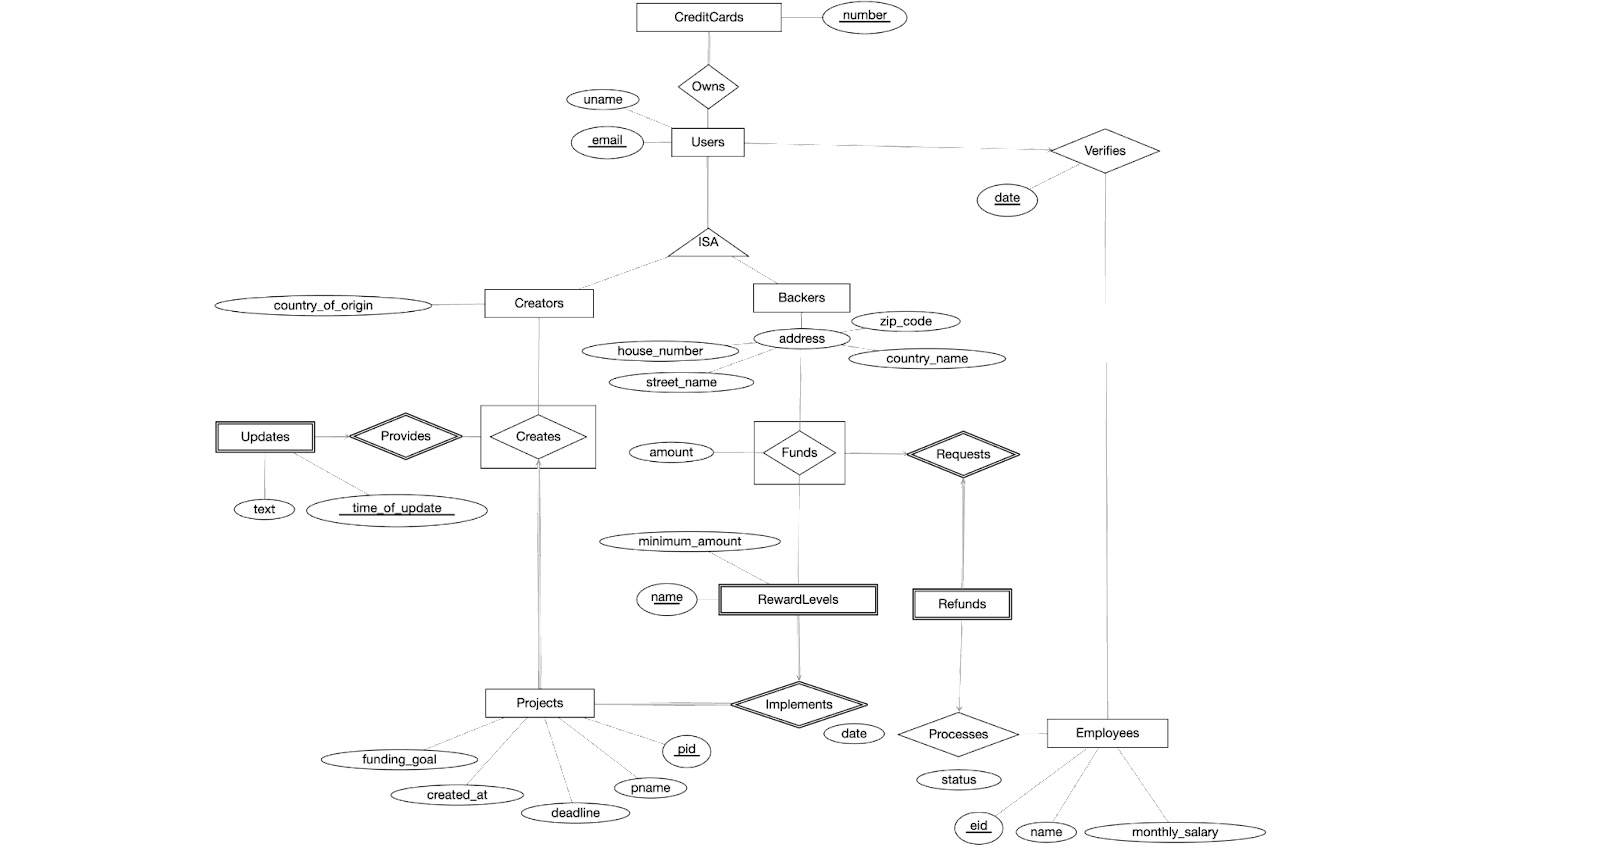 CreditCards
number
Owns
uname
Users
email
Verifies
date
ISA
Creators
Backers
country_of_origin
zip_code
address
house_number
country_name
street_name
Updates
Provides
Creates
amount
Funds
Requests
text
time_of_update
minimum_amount
name
RewardLevels
Refunds
Projects
Implements
date
Processes
Employees
pid
funding_goal
status
pname
created_at
deadline
eid
name
monthly_salary